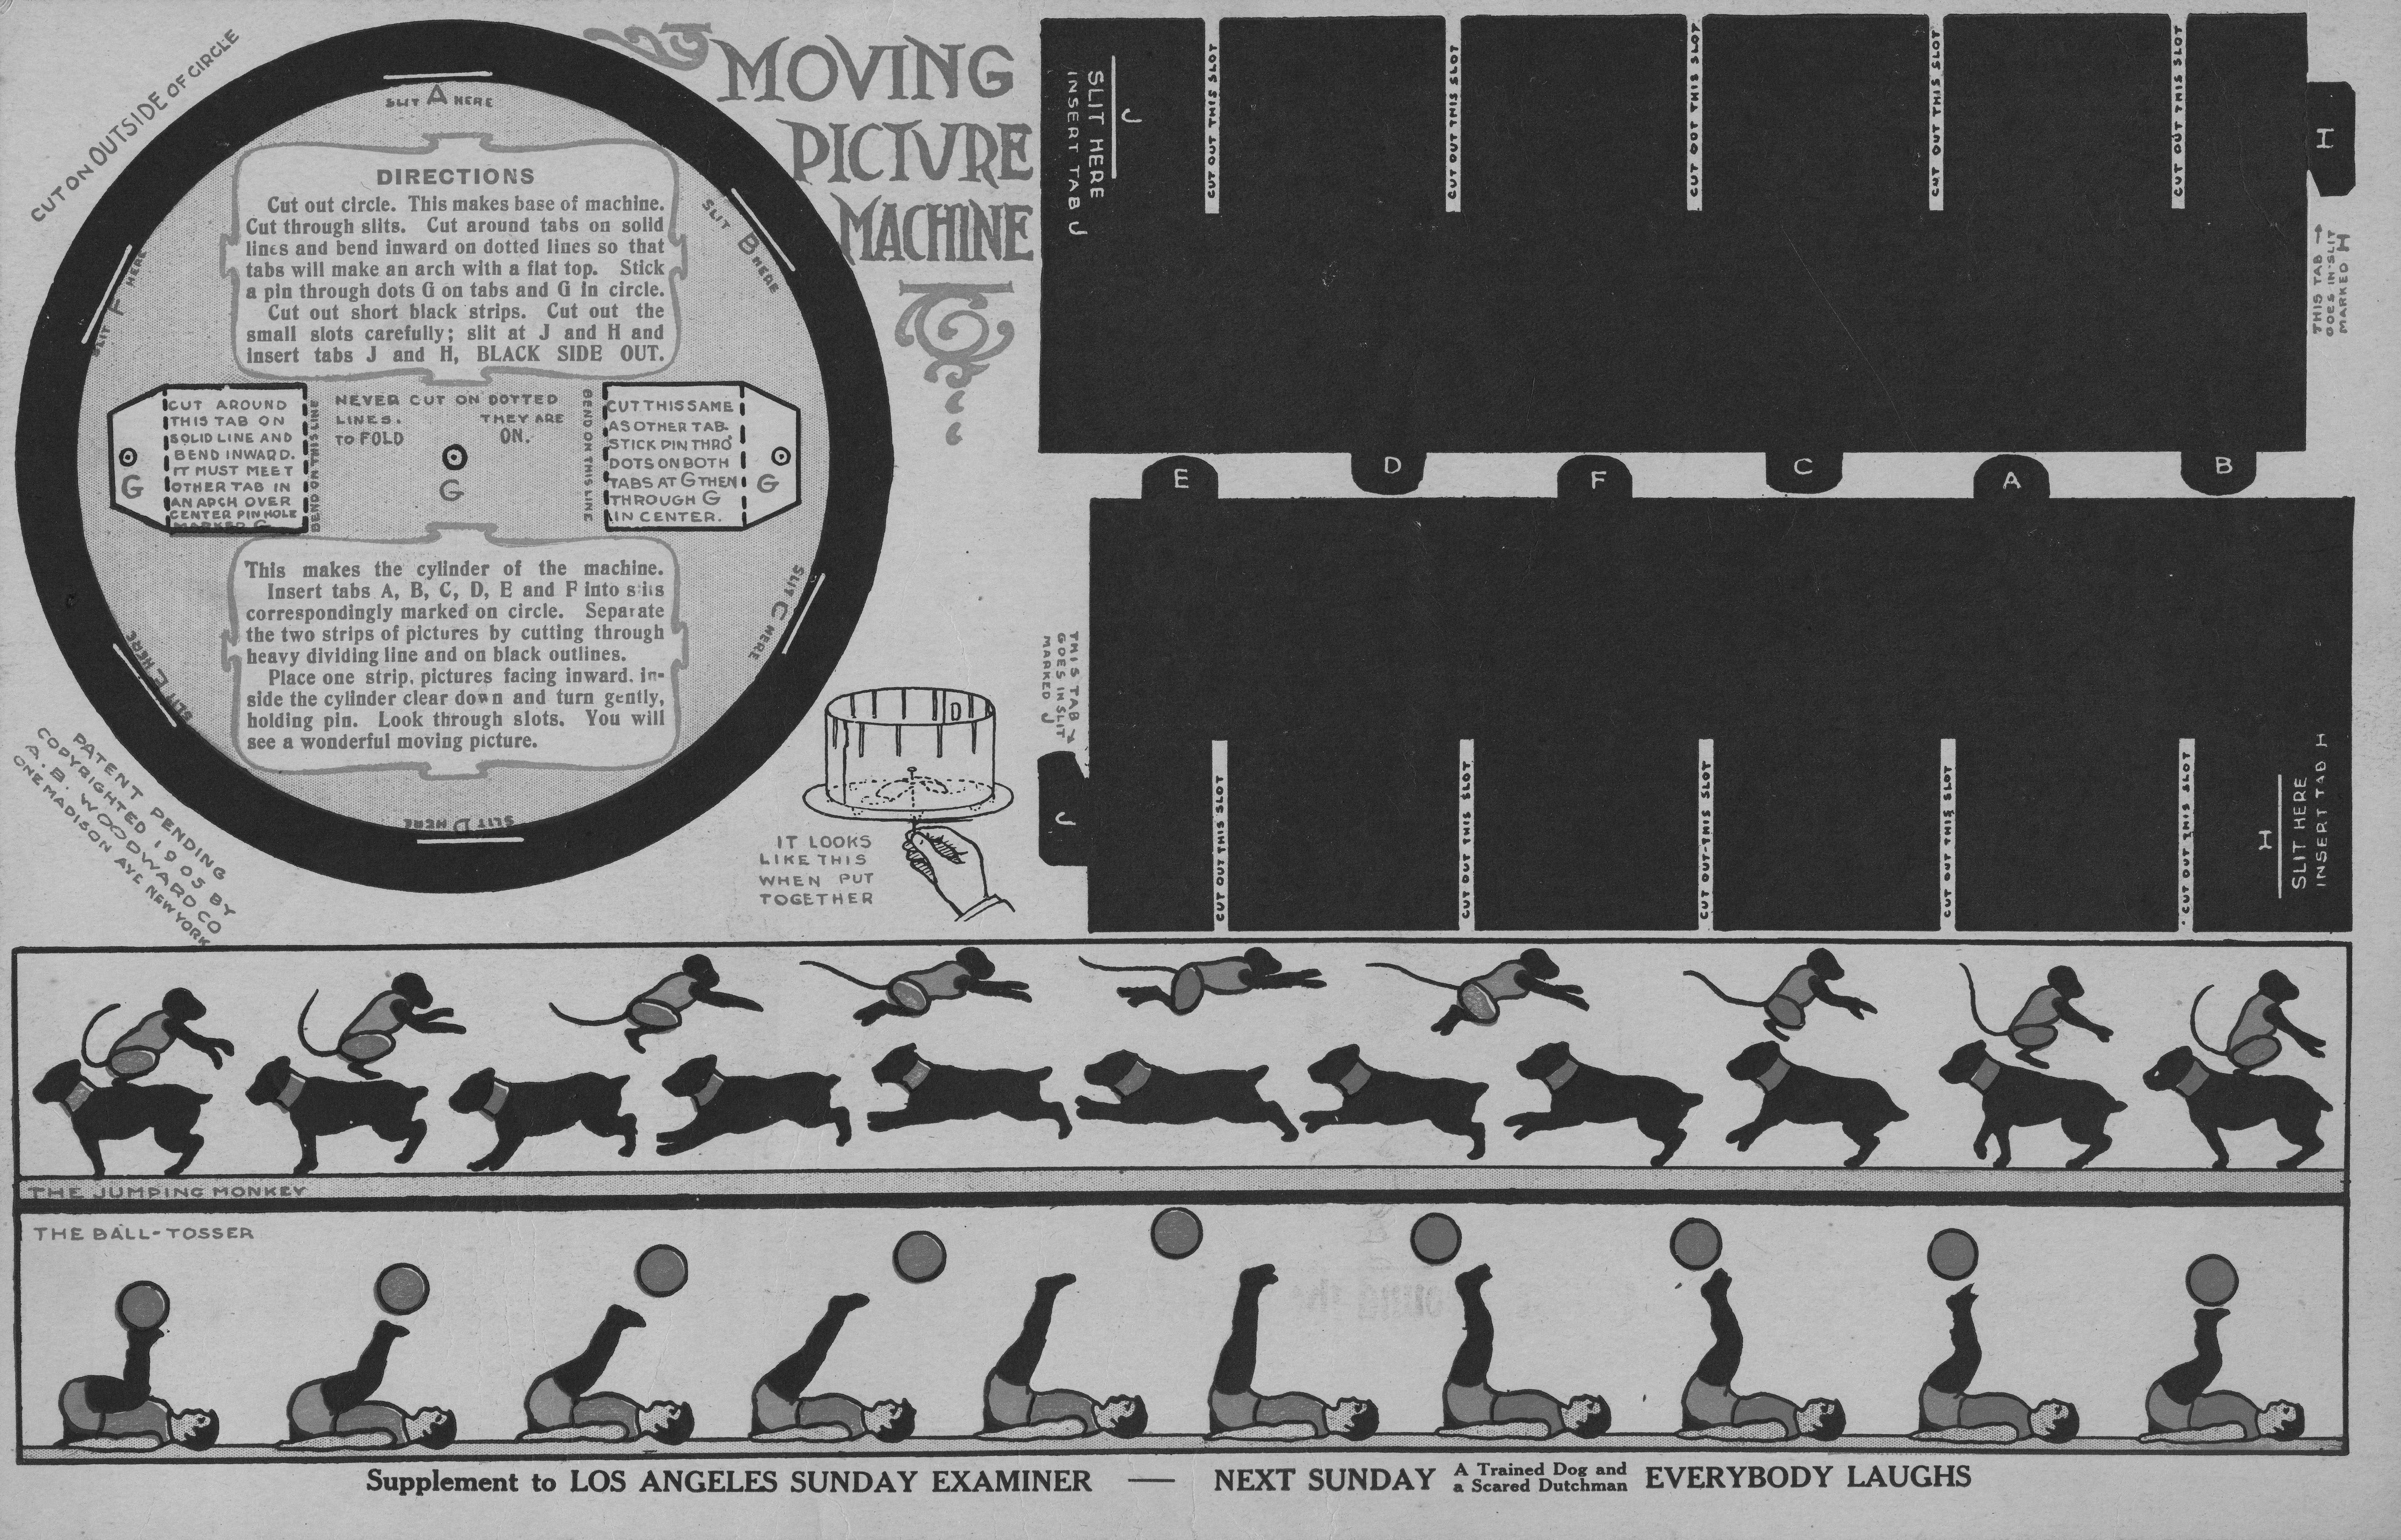 CUT ON OUTSIDE OF CIRCLE
MOVING
PICTURE
MACHINE
SLIT A HERE
SLIT B HERE
SLIT C HERE
SLIT D HERE
SLIT E HERE
SLIT F HERE
DIRECTIONS
Cut out circle. This makes base of machine.
Cut through slits. Cut around tabs on solid
lines and bend inward on dotted lines so that
tabs will make an arch with a flat top. Stick
a pin through dots G on tabs and G in circle.
Cut out short black strips. Cut out the
small slots carefully; slit at J and H and
insert tabs J and H, BLACK SIDE OUT.
G
CUT AROUND
THIS TAB ON
SOLID LINE AND
BEND INWARD.
IT MUST MEET
OTHER TAB IN
AN ARCH OVER
CENTER PIN HOLE
MARKED G
BEND ON THIS LINE
NEVER CUT ON DOTTED
LINES. THEY ARE
TO FOLD ON.
G
BEND ON THIS LINE
CUT THIS SAME
AS OTHER TAB.
STICK PIN THRO'
DOTS ON BOTH
TABS AT G THEN
THROUGH G
IN CENTER.
G
This makes the cylinder of the machine.
Insert tabs A, B, C, D, E and F into slits
correspondingly marked on circle. Separate
the two strips of pictures by cutting through
heavy dividing line and on black outlines.
Place one strip, pictures facing inward, in-
side the cylinder clear down and turn gently,
holding pin. Look through slots. You will
see a wonderful moving picture.
PATENT PENDING
COPYRIGHTED 1905 BY
A. B. WOODWARD CO
ONE MADISON AVE NEW YORK
D
IT LOOKS
LIKE THIS
WHEN PUT
TOGETHER
J
SLIT HERE
INSERT TAB J
CUT OUT THIS SLOT
CUT OUT THIS SLOT
CUT OUT THIS SLOT
CUT OUT THIS SLOT
CUT OUT THIS SLOT
I
THIS TAB →
GOES IN SLIT
MARKED H
E
D
F
C
A
B
THIS TAB
GOES IN SLIT
MARKED J
J
CUT OUT THIS SLOT
CUT OUT THIS SLOT
CUT OUT THIS SLOT
CUT OUT THIS SLOT
CUT OUT THIS SLOT
H
SLIT HERE
INSERT TAB H
THE JUMPING MONKEY
THE BALL-TOSSER
Supplement to LOS ANGELES SUNDAY EXAMINER — NEXT SUNDAY A Trained Dog and a Scared Dutchman EVERYBODY LAUGHS